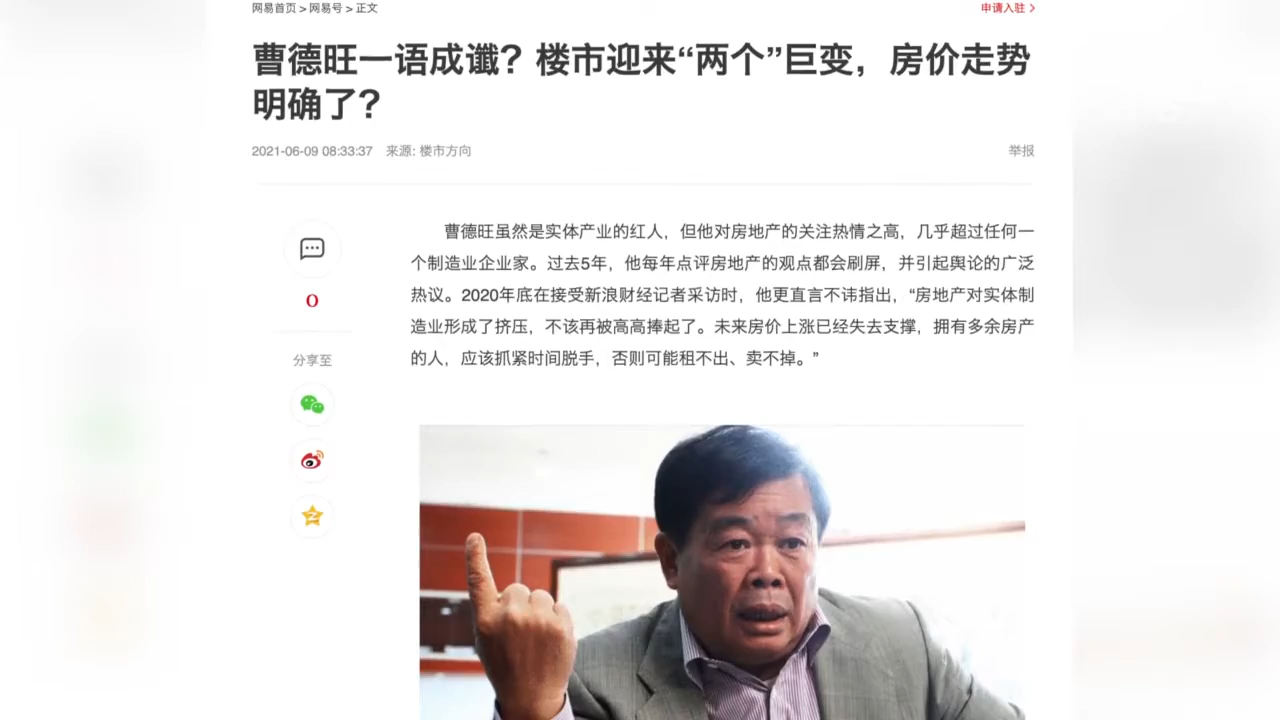 网易首页 > 网易号 > 正文
申请入驻 >
曹德旺一语成谶？楼市迎来“两个”巨变，房价走势
明确了？
2021-06-09 08:33:37 来源: 楼市方向
举报
曹德旺虽然是实体产业的红人，但他对房地产的关注热情之高，几乎超过任何一
个制造业企业家。过去5年，他每年点评房地产的观点都会刷屏，并引起舆论的广泛
热议。2020年底在接受新浪财经记者采访时，他更直言不讳指出，“房地产对实体制
造业形成了挤压，不该再被高高捧起了。未来房价上涨已经失去支撑，拥有多余房产
的人，应该抓紧时间脱手，否则可能租不出、卖不掉。”
0
分享至